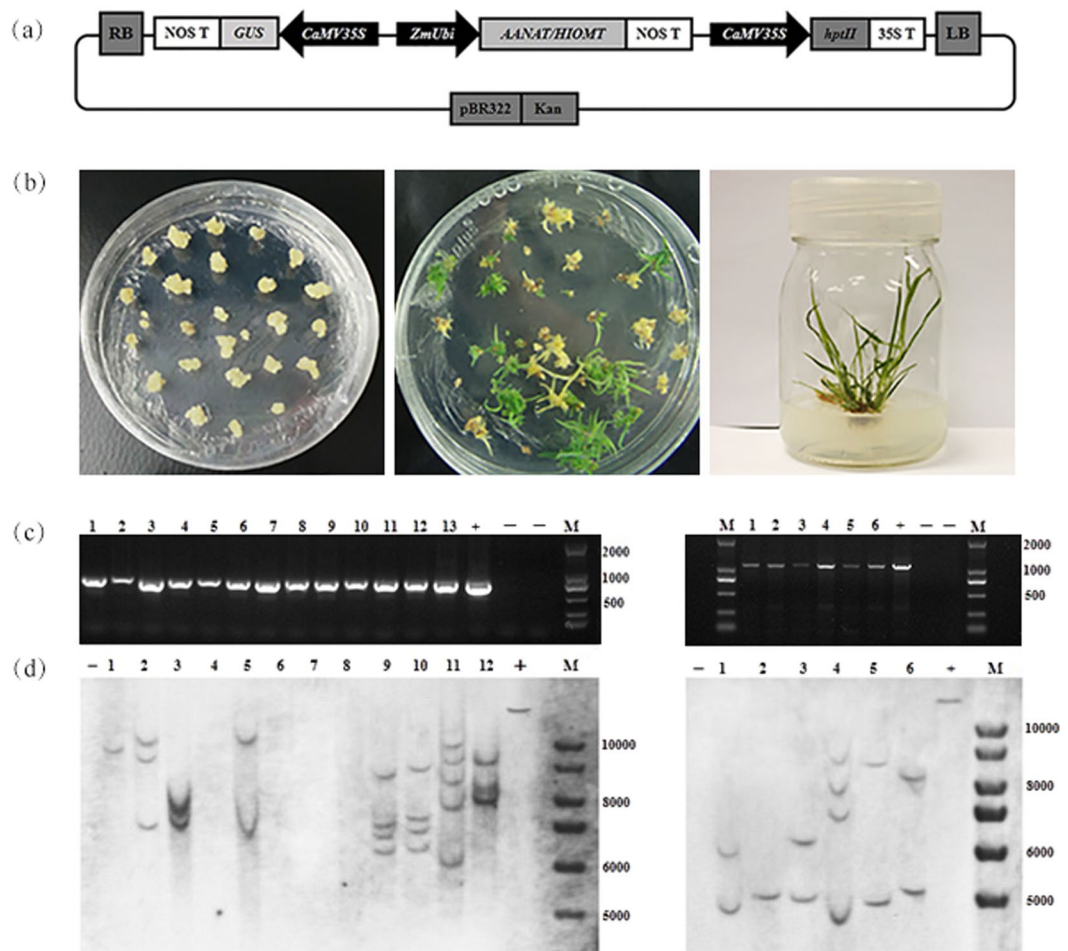 (a)
RB NOS T GUS CaMV35S ZmUbi AANAT/HIOMT NOS T CaMV35S hptII 35S T LB
pBR322 Kan
(b)
(c)
1 2 3 4 5 6 7 8 9 10 11 12 13 + − − M
2000
1000
500
M 1 2 3 4 5 6 + − − M
2000
1000
500
(d)
− 1 2 3 4 5 6 7 8 9 10 11 12 + M
10000
8000
6000
5000
− 1 2 3 4 5 6 + M
10000
8000
6000
5000